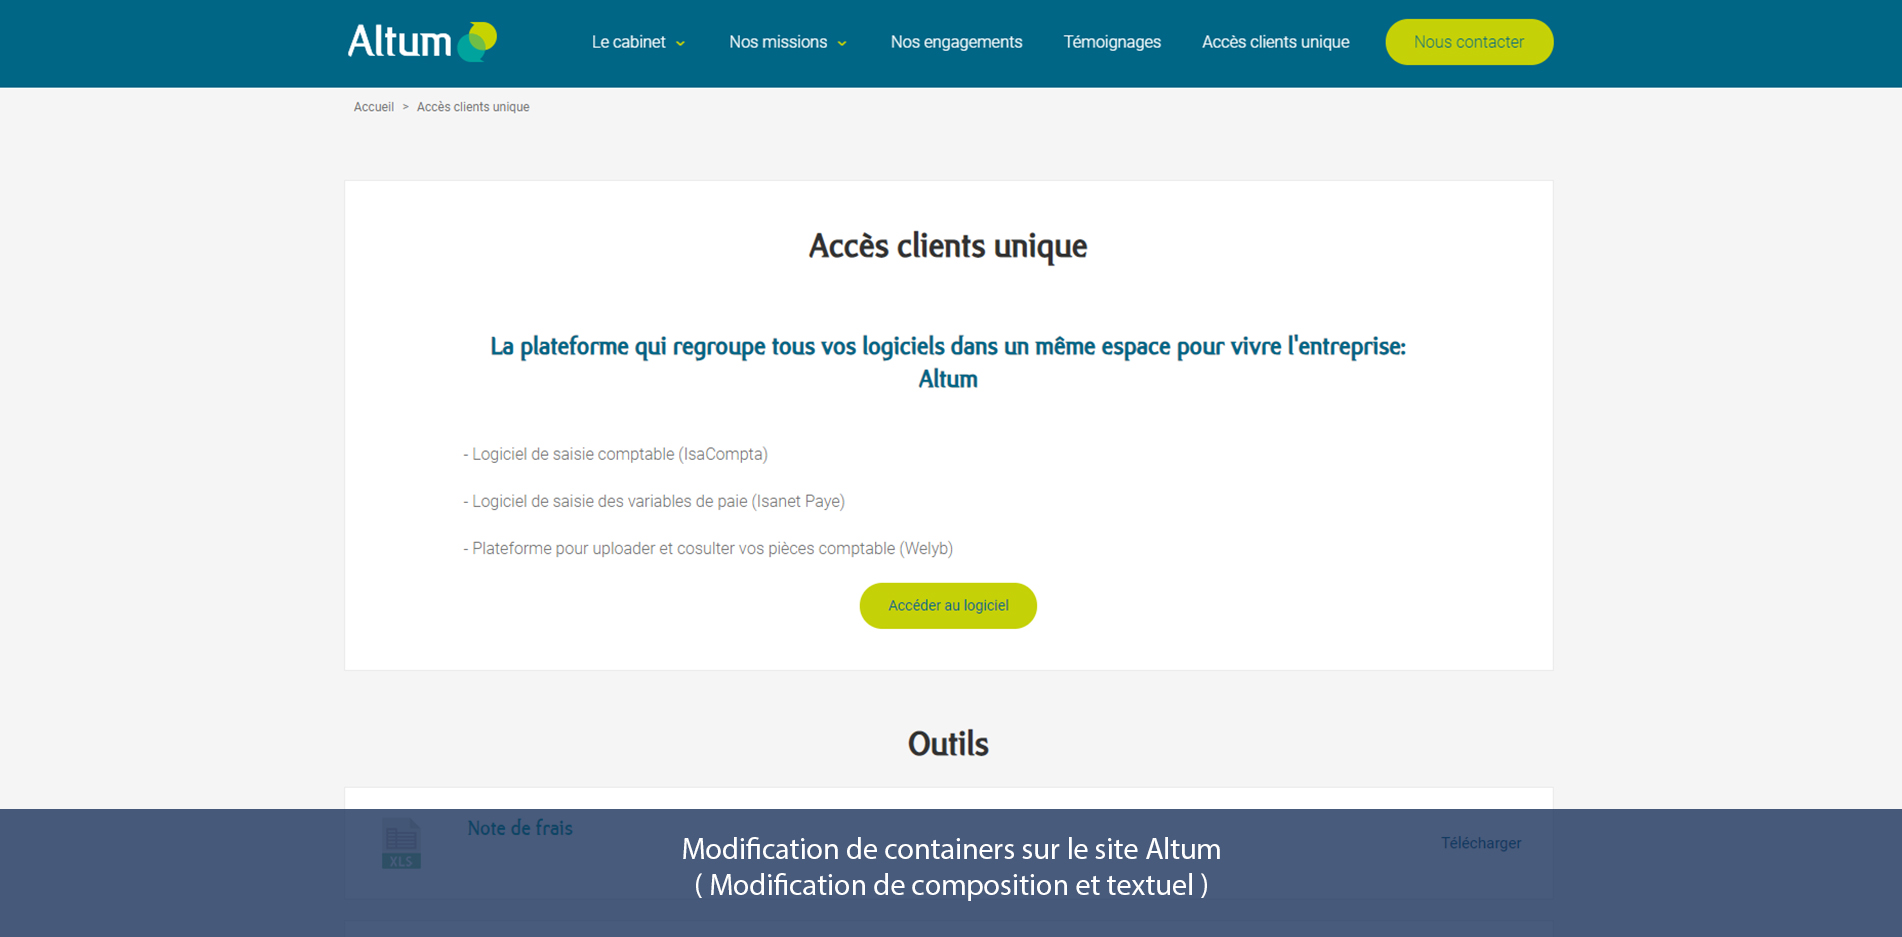 Altum
Le cabinet
Nos missions
Nos engagements
Témoignages
Accès clients unique
Nous contacter
Accueil > Accès clients unique
Accès clients unique
La plateforme qui regroupe tous vos logiciels dans un même espace pour vivre l'entreprise:
Altum
- Logiciel de saisie comptable (IsaCompta)
- Logiciel de saisie des variables de paie (Isanet Paye)
- Plateforme pour uploader et cosulter vos pièces comptable (Welyb)
Accéder au logiciel
Outils
Note de frais
XLS
Télécharger
Modification de containers sur le site Altum
( Modification de composition et textuel )